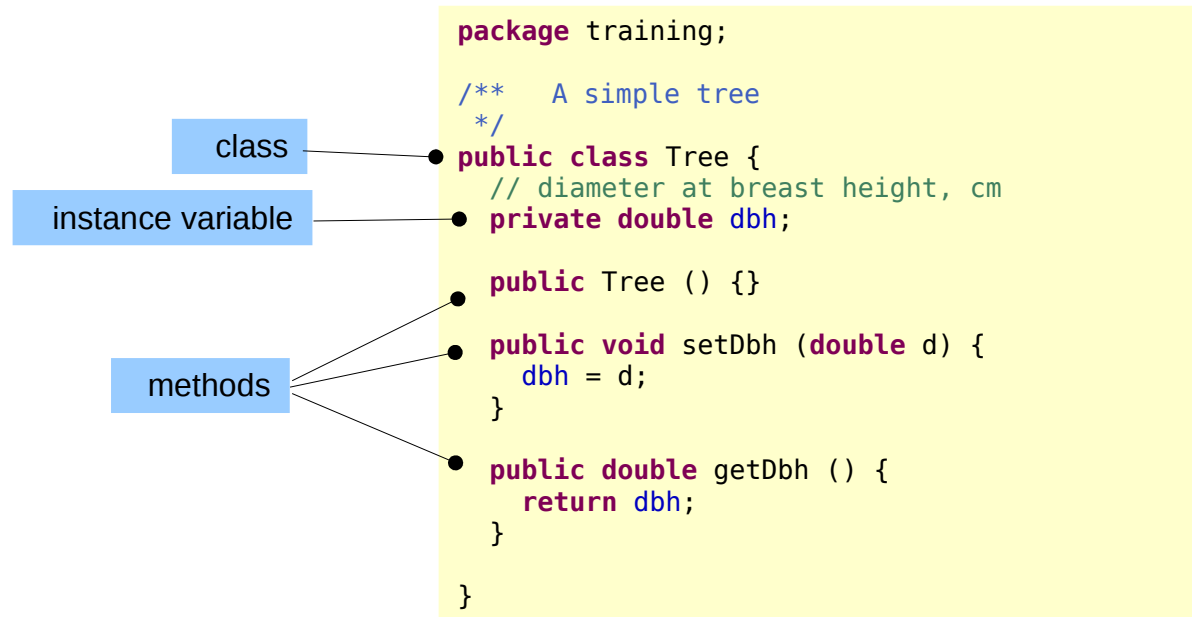 package training;
/**   A simple tree
 */
class
public class Tree {
  // diameter at breast height, cm
instance variable
  private double dbh;
  public Tree () {}
  public void setDbh (double d) {
    dbh = d;
methods
  }
  public double getDbh () {
    return dbh;
  }
}